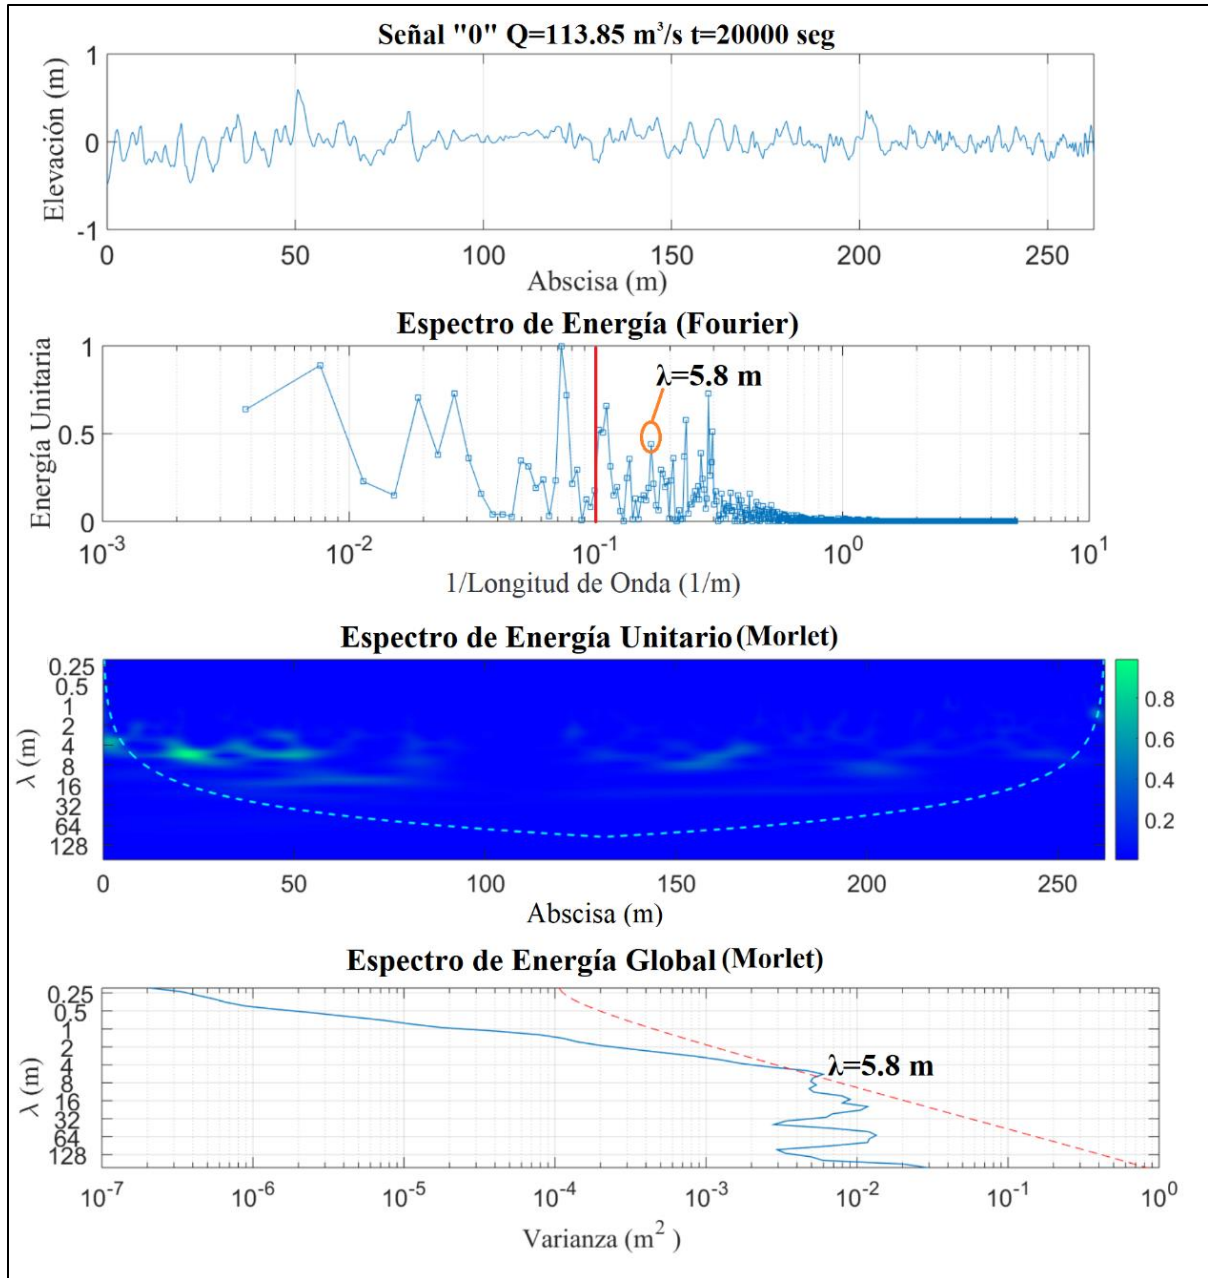 Señal "0" Q=113.85 m³/s t=20000 seg
Elevación (m)
1
0
-1
0 50 100 150 200 250
Abscisa (m)
Espectro de Energía (Fourier)
Energía Unitaria
1
0.5
0
λ=5.8 m
10⁻³ 10⁻² 10⁻¹ 10⁰ 10¹
1/Longitud de Onda (1/m)
Espectro de Energía Unitario (Morlet)
λ (m)
0.25
0.5
1
2
4
8
16
32
64
128
0.8
0.6
0.4
0.2
0 50 100 150 200 250
Abscisa (m)
Espectro de Energía Global (Morlet)
λ (m)
0.25
0.5
1
2
4
8
16
32
64
128
λ=5.8 m
10⁻⁷ 10⁻⁶ 10⁻⁵ 10⁻⁴ 10⁻³ 10⁻² 10⁻¹ 10⁰
Varianza (m² )